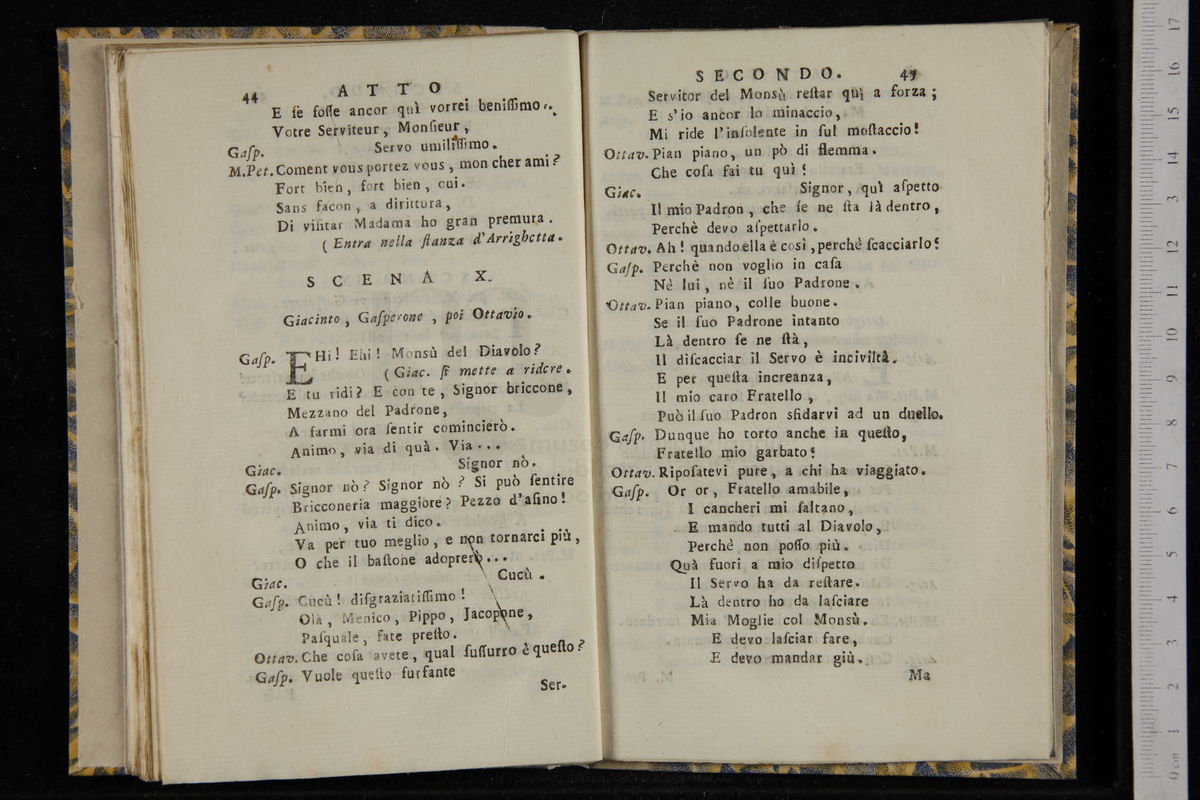 44 ATTO
E ſe foſſe ancor quì vorrei beniſſimo..
Votre Serviteur, Monſieur,
Gaſp. Servo umiliſſimo.
M.Pet. Coment vous portez vous, mon cher ami?
Fort bien, fort bien, oui.
Sans facon, a dirittura,
Di viſitar Madama ho gran premura.
(Entra nella ſtanza d'Arrighetta.
SCENA X.
Giacinto, Gaſperone, poi Ottavio.
Gaſp. EHi! Ehi! Monsù del Diavolo?
(Giac. ſi mette a ridere.
E tu ridi? E con te, Signor briccone,
Mezzano del Padrone,
A farmi ora ſentir comincierò.
Animo, via di quà. Via...
Giac. Signor nò.
Gaſp. Signor nò? Signor nò? Si può ſentire
Bricconeria maggiore? Pezzo d'aſino!
Animo, via ti dico.
Va per tuo meglio, e non tornarci più,
O che il baſtone adoprerò...
Giac. Cucù.
Gaſp. Cucù! diſgraziatiſſimo!
Olà, Menico, Pippo, Jacopone,
Paſquale, fate preſto.
Ottav. Che coſa avete, qual ſuſſurro è queſto?
Gaſp. Vuole queſto furfante
Ser-
SECONDO. 45
Servitor del Monsù reſtar quì a forza;
E s'io ancor lo minaccio,
Mi ride l'inſolente in ſul moſtaccio!
Ottav. Pian piano, un pò di flemma.
Che coſa fai tu quì?
Giac. Signor, quì aſpetto
Il mio Padron, che ſe ne ſta là dentro,
Perchè devo aſpettarlo.
Ottav. Ah! quando ella è così, perchè ſcacciarlo?
Gaſp. Perchè non voglio in caſa
Nè lui, nè il ſuo Padrone.
Ottav. Pian piano, colle buone.
Se il ſuo Padrone intanto
Là dentro ſe ne ſtà,
Il diſcacciar il Servo è inciviltà.
E per queſta increanza,
Il mio caro Fratello,
Può il ſuo Padron sfidarvi ad un duello.
Gaſp. Dunque ho torto anche in queſto,
Fratello mio garbato?
Ottav. Ripoſatevi pure, a chi ha viaggiato.
Gaſp. Or or, Fratello amabile,
I cancheri mi ſaltano,
E mando tutti al Diavolo,
Perchè non poſſo più.
Quà fuori a mio diſpetto
Il Servo ha da reſtare.
Là dentro ho da laſciare
Mia Moglie col Monsù.
E devo laſciar fare,
E devo mandar giù.
Ma